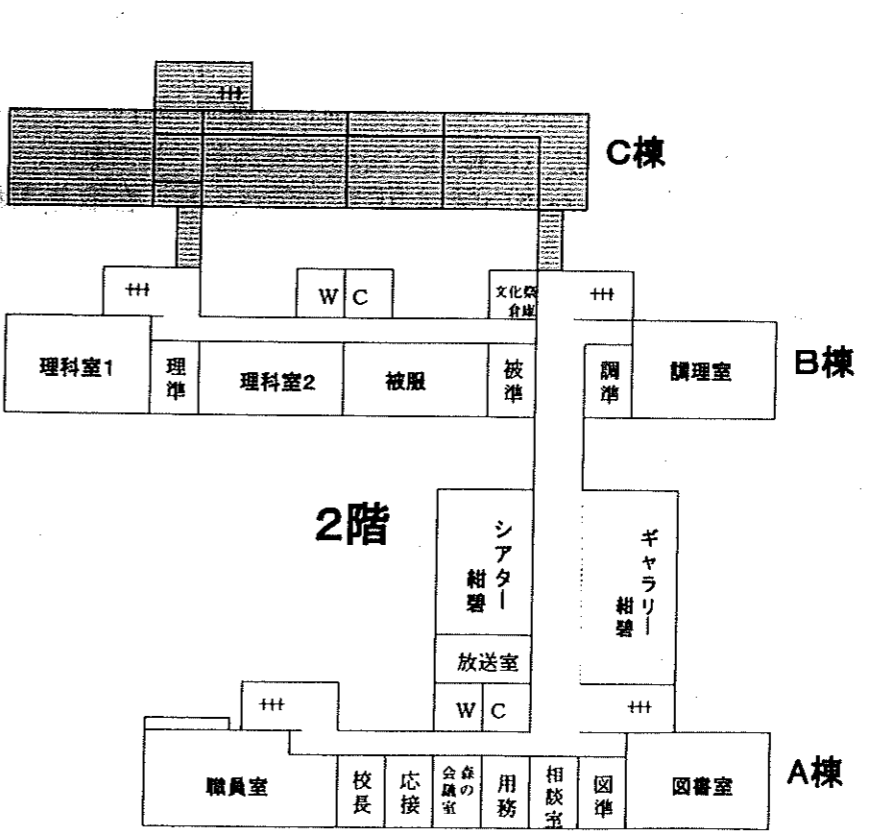 C棟
W C
文化祭
倉庫
理科室1
理準
理科室2
被服
被準
調準
調理室
B棟
2階
シアター
紺碧
ギャラリー
紺碧
放送室
W C
職員室
校長
応接
森の
会議室
用務
相談室
図準
図書室
A棟